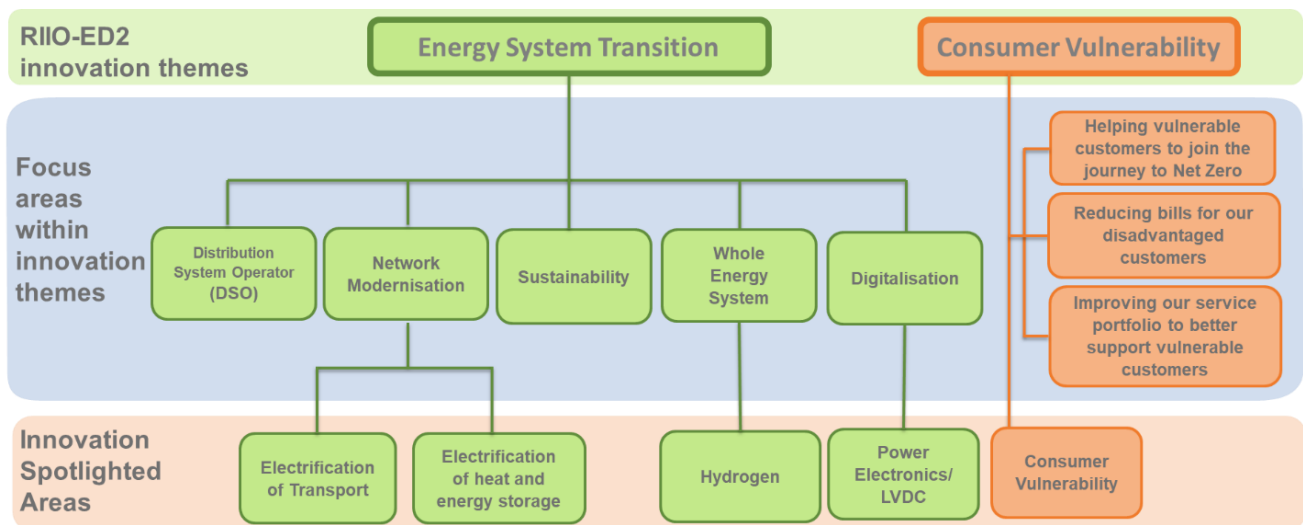 RIIO-ED2
innovation themes
Energy System Transition
Consumer Vulnerability
Focus
areas
within
innovation
themes
Distribution
System Operator
(DSO)
Network
Modernisation
Sustainability
Whole
Energy
System
Digitalisation
Helping vulnerable
customers to join the
journey to Net Zero
Reducing bills for our
disadvantaged
customers
Improving our service
portfolio to better
support vulnerable
customers
Innovation
Spotlighted
Areas
Electrification
of Transport
Electrification
of heat and
energy storage
Hydrogen
Power
Electronics/
LVDC
Consumer
Vulnerability